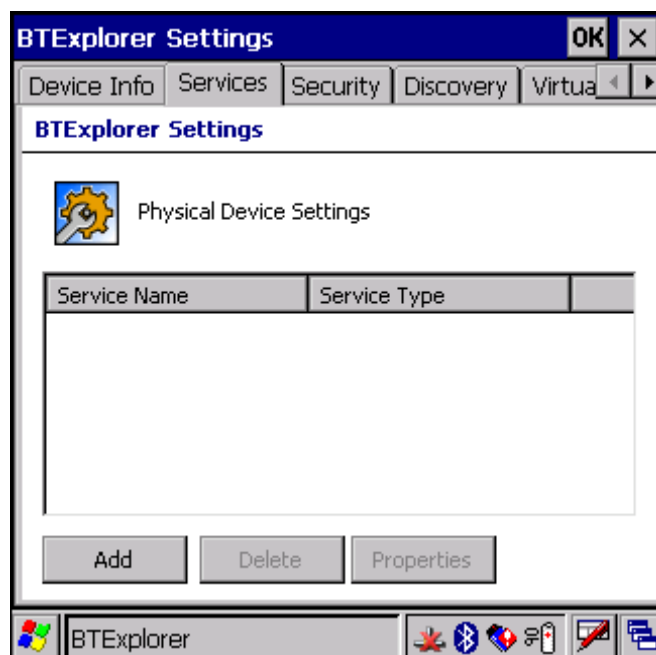 BTExplorer Settings OK
Device Info Services Security Discovery Virtua
BTExplorer Settings
Physical Device Settings
Service Name Service Type
Add Delete Properties
BTExplorer